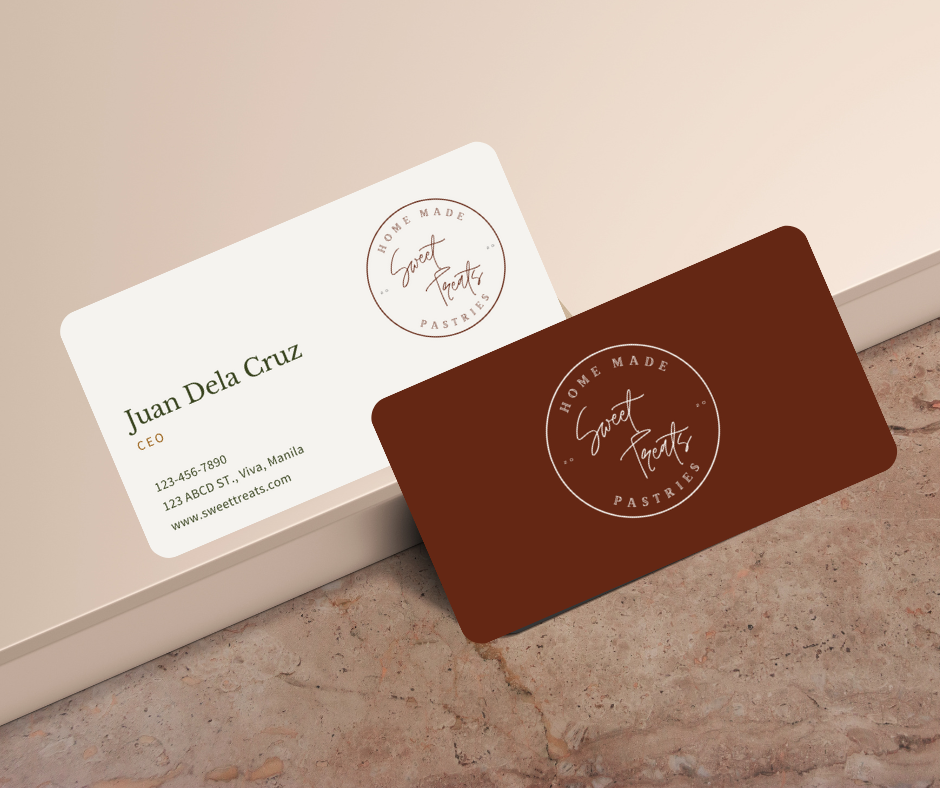 HOME MADE
Sweet
Treats
PASTRIES
Juan Dela Cruz
CEO
123-456-7890
123 ABCD ST., Viva, Manila
www.sweettreats.com
HOME MADE
Sweet
Treats
PASTRIES